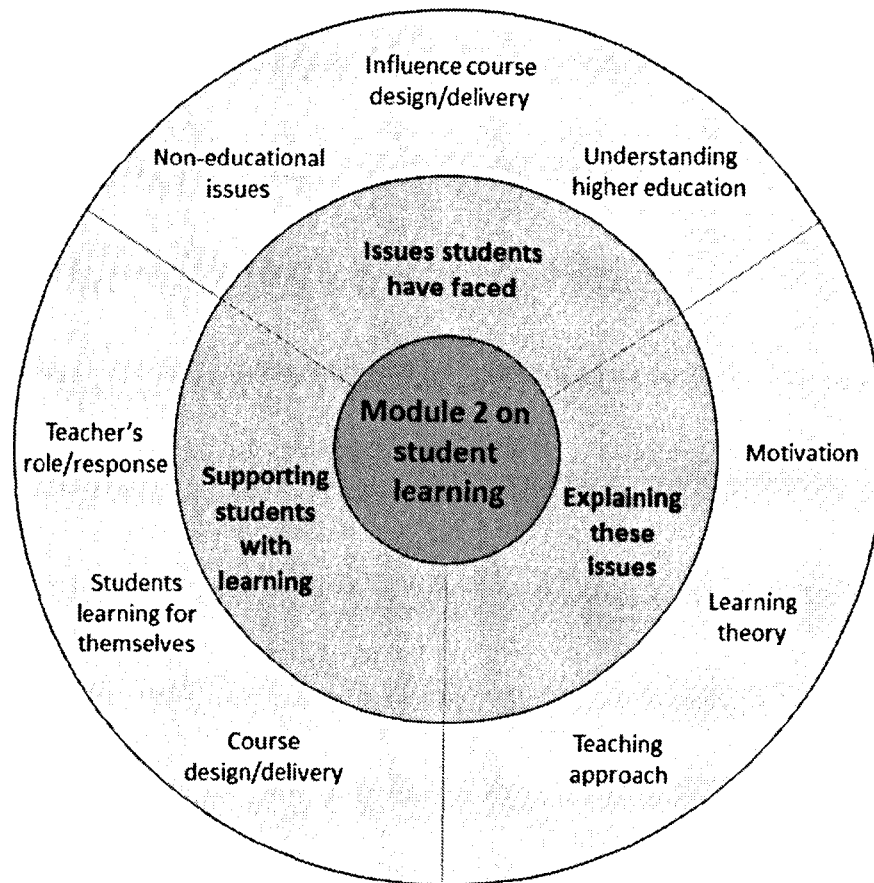 Influence course
design/delivery
Non-educational
issues
Understanding
higher education
Issues students
have faced
Module 2 on
student
learning
Teacher's
role/response
Supporting
students
with
learning
Explaining
these
issues
Motivation
Students
learning for
themselves
Learning
theory
Course
design/delivery
Teaching
approach